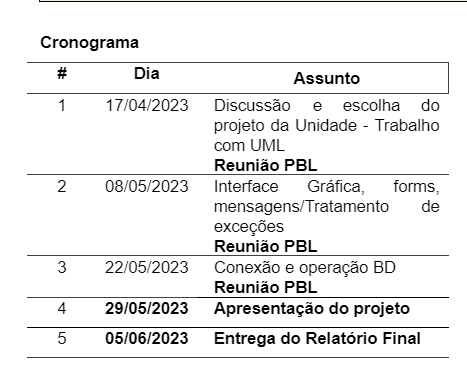 Cronograma
# Dia Assunto
1 17/04/2023 Discussão e escolha do
projeto da Unidade - Trabalho
com UML
Reunião PBL
2 08/05/2023 Interface Gráfica, forms,
mensagens/Tratamento de
exceções
Reunião PBL
3 22/05/2023 Conexão e operação BD
Reunião PBL
4 29/05/2023 Apresentação do projeto
5 05/06/2023 Entrega do Relatório Final